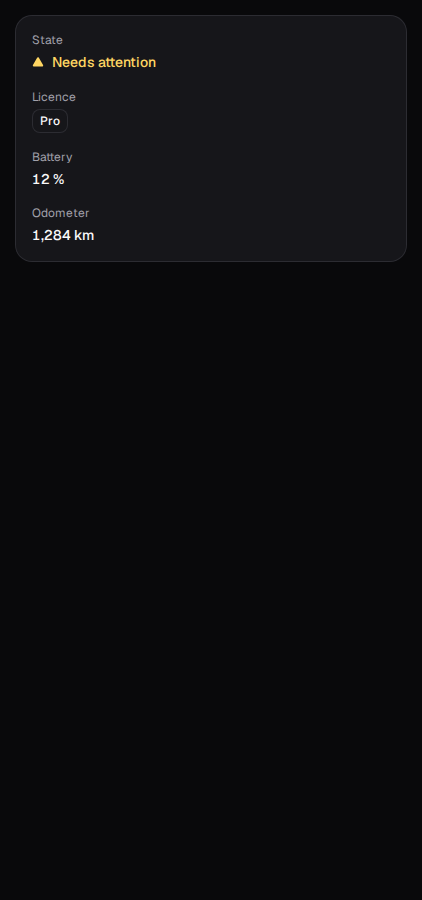 State
Needs attention
Licence
Pro
Battery
12 %
Odometer
1,284 km